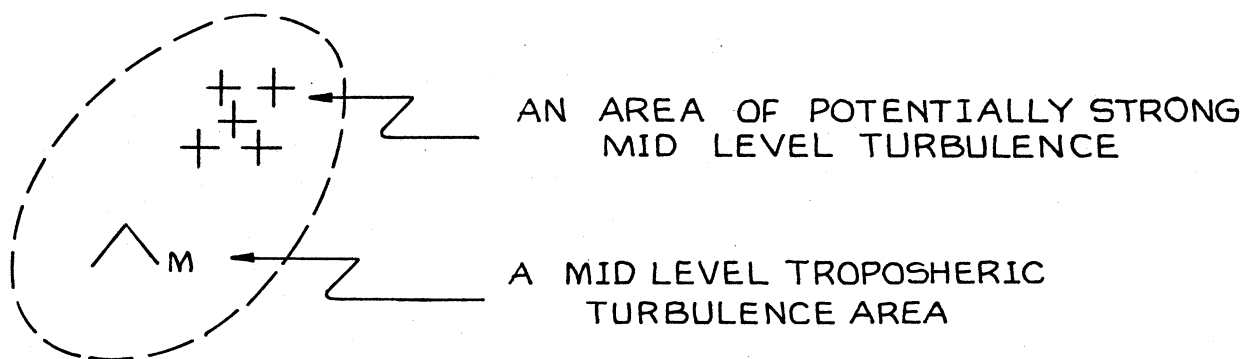 AN AREA OF POTENTIALLY STRONG
MID LEVEL TURBULENCE
M
A MID LEVEL TROPOSHERIC
TURBULENCE AREA